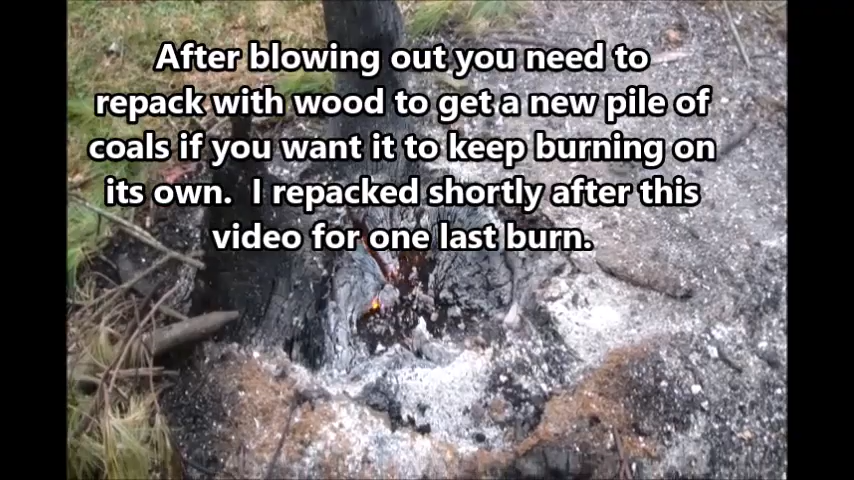 After blowing out you need to
repack with wood to get a new pile of
coals if you want it to keep burning on
its own.  I repacked shortly after this
video for one last burn.